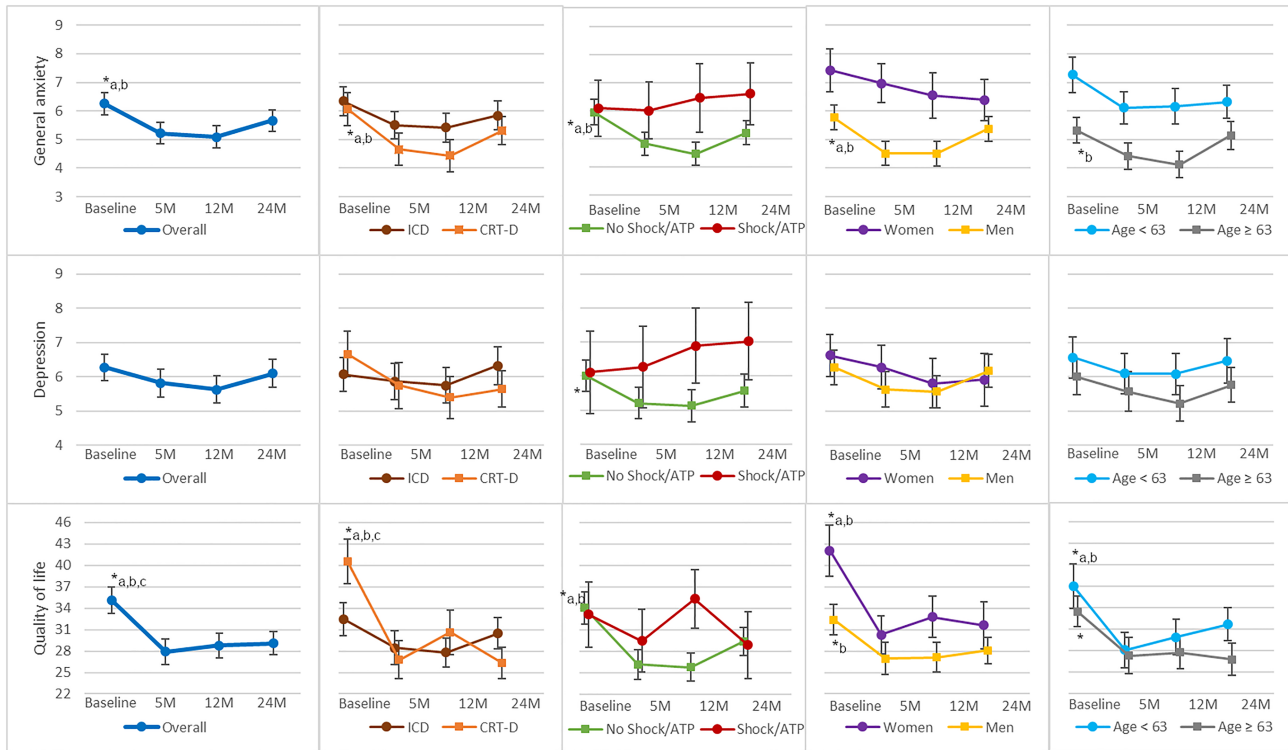 General anxiety
9
8
7
6
5
4
3
*a,b
Baseline 5M 12M 24M
Overall
*a,b
Baseline 5M 12M 24M
ICD CRT-D
*a,b
Baseline 5M 12M 24M
No Shock/ATP Shock/ATP
*a,b
Baseline 5M 12M 24M
Women Men
*b
Baseline 5M 12M 24M
Age < 63 Age ≥ 63
Depression
9
8
7
6
5
4
Baseline 5M 12M 24M
Overall
Baseline 5M 12M 24M
ICD CRT-D
*
Baseline 5M 12M 24M
No Shock/ATP Shock/ATP
Baseline 5M 12M 24M
Women Men
Baseline 5M 12M 24M
Age < 63 Age ≥ 63
Quality of life
46
43
40
37
34
31
28
25
22
*a,b,c
Baseline 5M 12M 24M
Overall
*a,b,c
Baseline 5M 12M 24M
ICD CRT-D
*a,b
Baseline 5M 12M 24M
No Shock/ATP Shock/ATP
*a,b
*b
Baseline 5M 12M 24M
Women Men
*a,b
*
Baseline 5M 12M 24M
Age < 63 Age ≥ 63